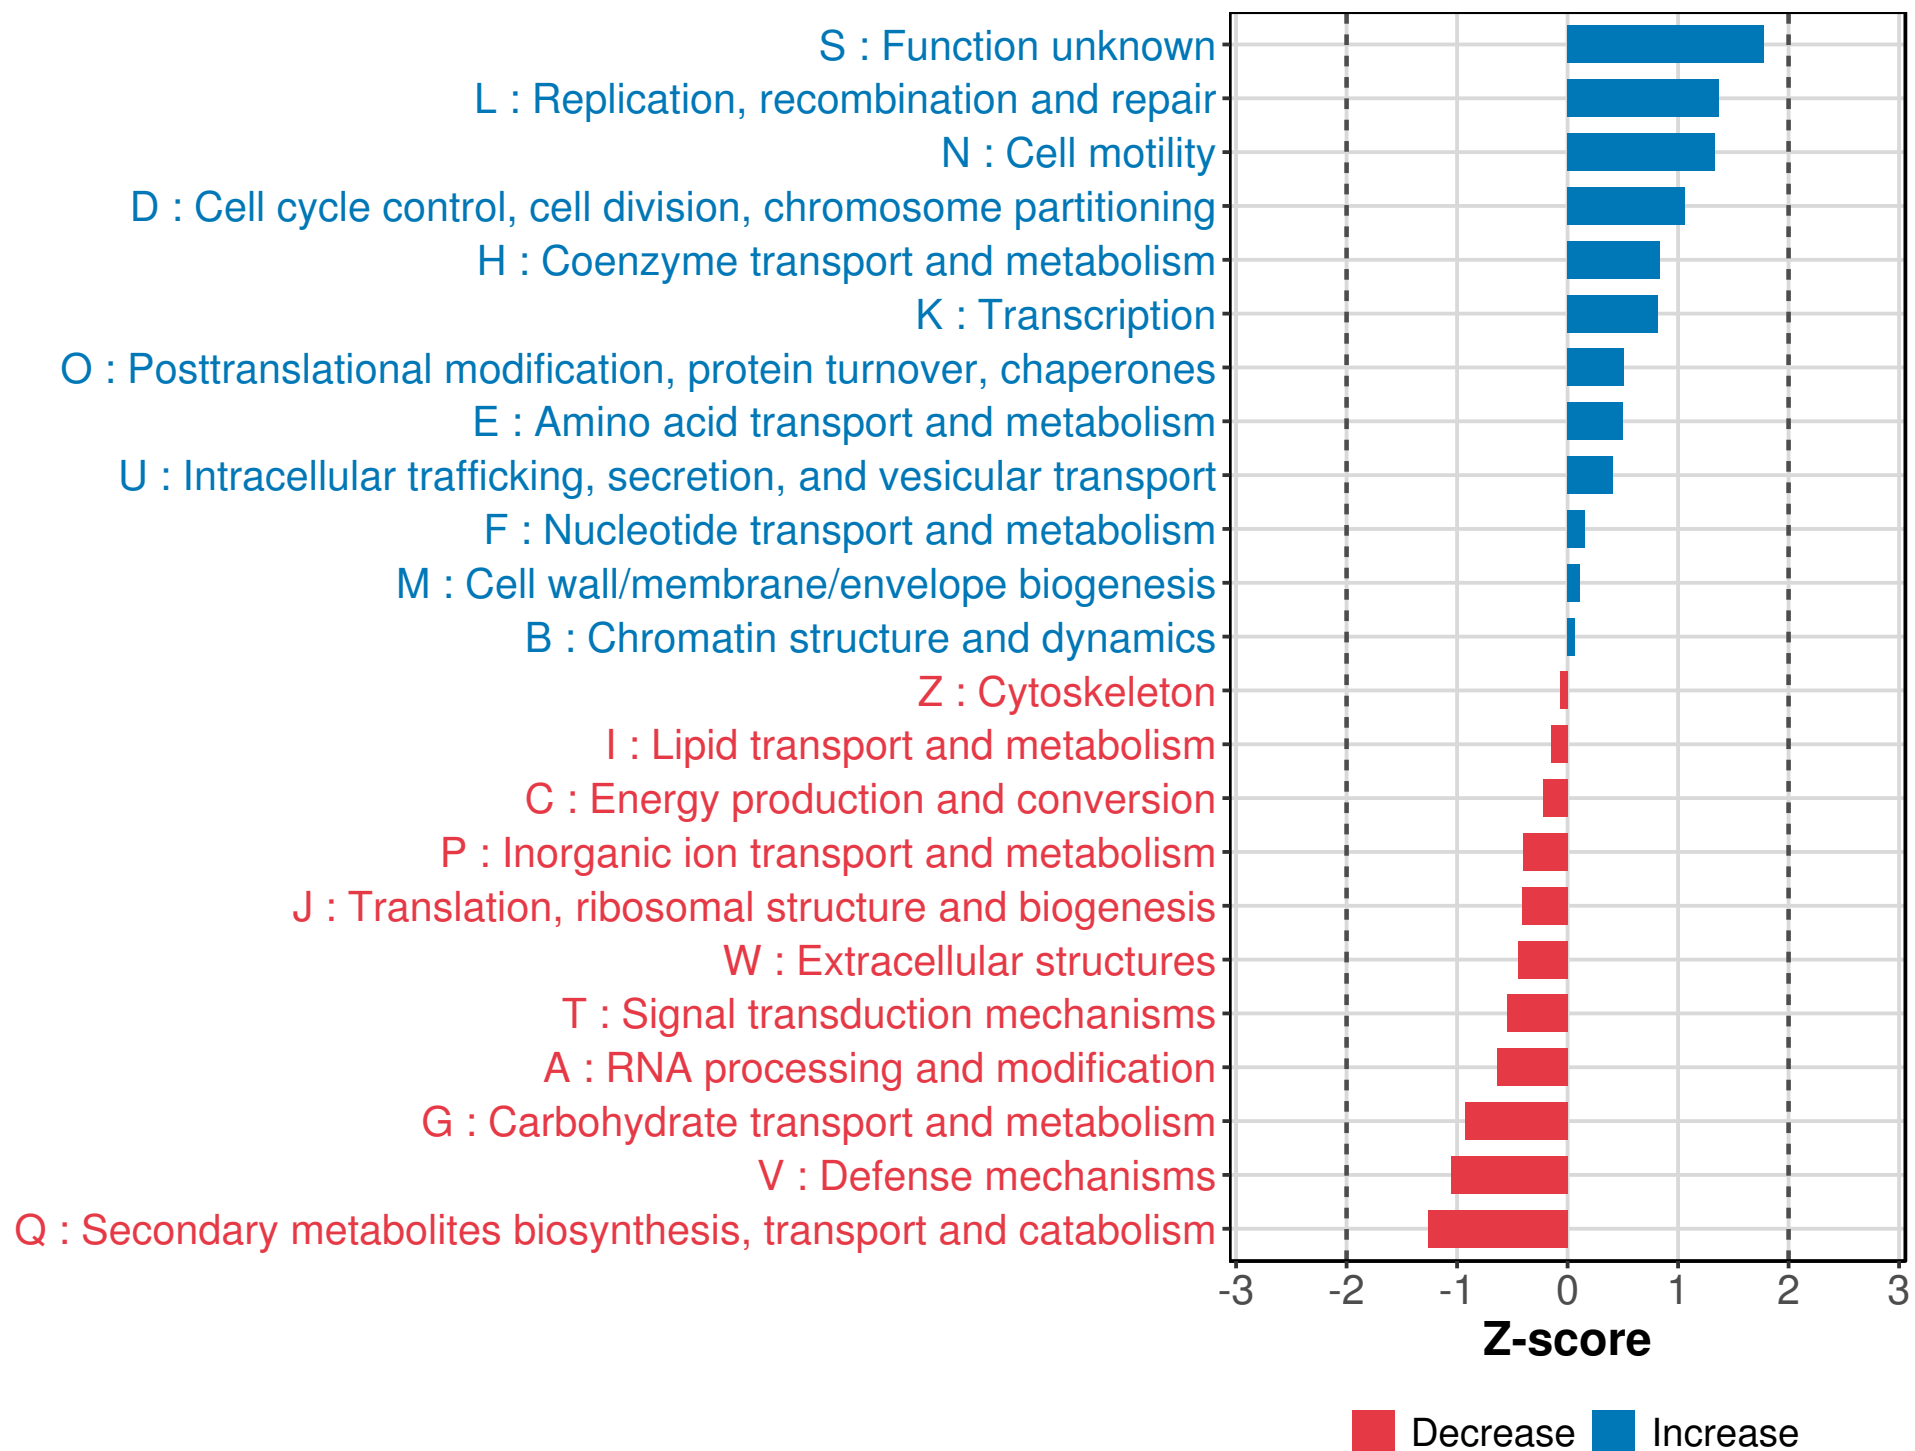 S : Function unknown
L : Replication, recombination and repair
N : Cell motility
D : Cell cycle control, cell division, chromosome partitioning
H : Coenzyme transport and metabolism
K : Transcription
O : Posttranslational modification, protein turnover, chaperones
E : Amino acid transport and metabolism
U : Intracellular trafficking, secretion, and vesicular transport
F : Nucleotide transport and metabolism
M : Cell wall/membrane/envelope biogenesis
B : Chromatin structure and dynamics
Z : Cytoskeleton
I : Lipid transport and metabolism
C : Energy production and conversion
P : Inorganic ion transport and metabolism
J : Translation, ribosomal structure and biogenesis
W : Extracellular structures
T : Signal transduction mechanisms
A : RNA processing and modification
G : Carbohydrate transport and metabolism
V : Defense mechanisms
Q : Secondary metabolites biosynthesis, transport and catabolism
-3 -2 -1 0 1 2 3
Z-score
Decrease Increase